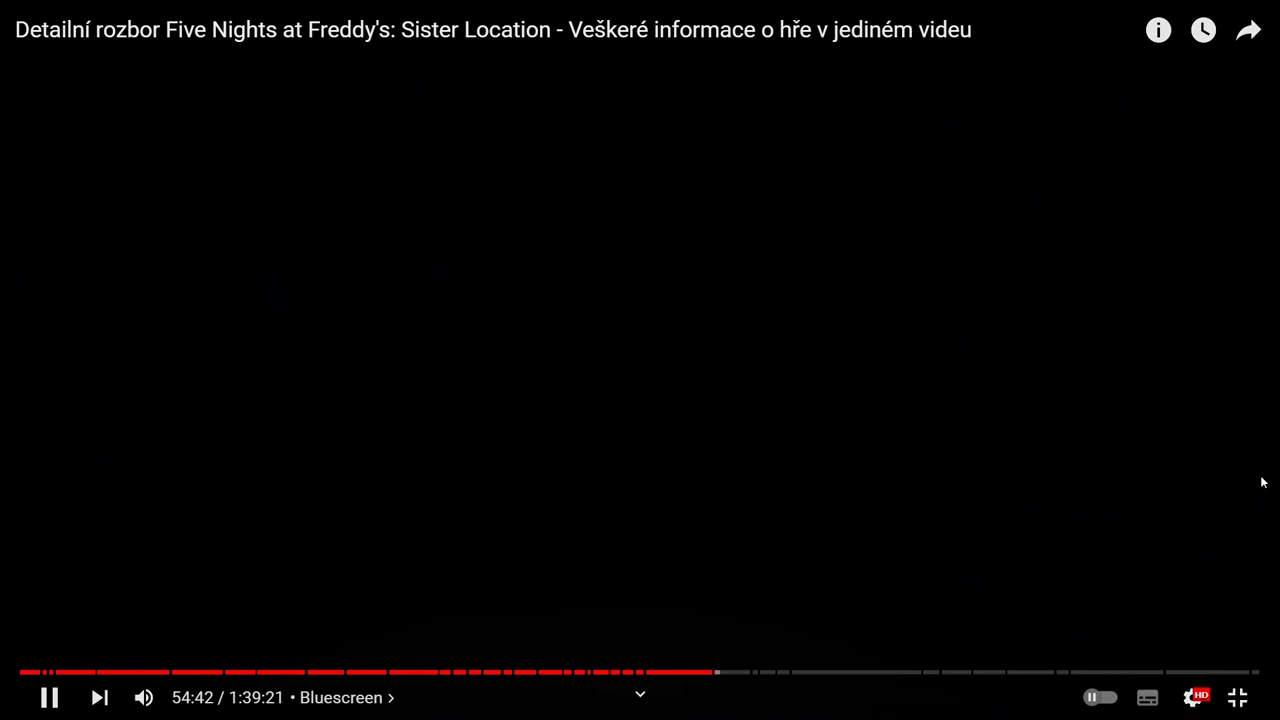 Detailní rozbor Five Nights at Freddy's: Sister Location - Veškeré informace o hře v jediném videu
54:42 / 1:39:21 • Bluescreen ›
HD